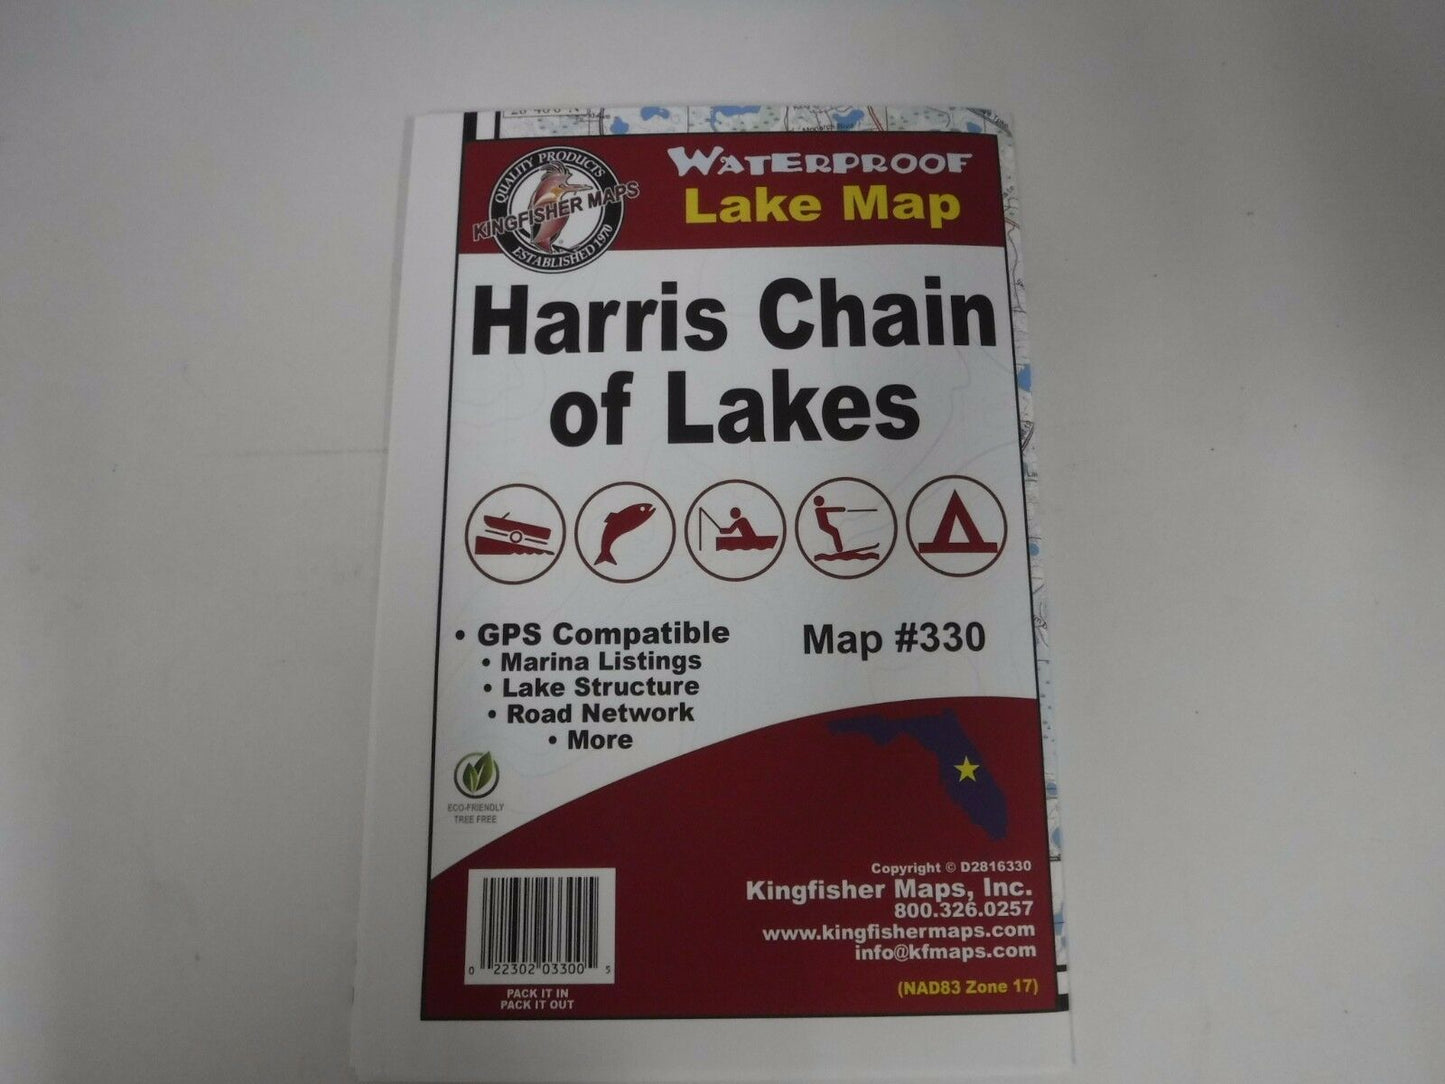 QUALITY PRODUCTS
KINGFISHER MAPS
ESTABLISHED 1970
WATERPROOF
Lake Map
Harris Chain
of Lakes
• GPS Compatible
• Marina Listings
• Lake Structure
• Road Network
• More
Map #330
ECO-FRIENDLY
TREE FREE
Copyright © D2816330
Kingfisher Maps, Inc.
800.326.0257
www.kingfishermaps.com
info@kfmaps.com
(NAD83 Zone 17)
0 22302 03300 5
PACK IT IN
PACK IT OUT